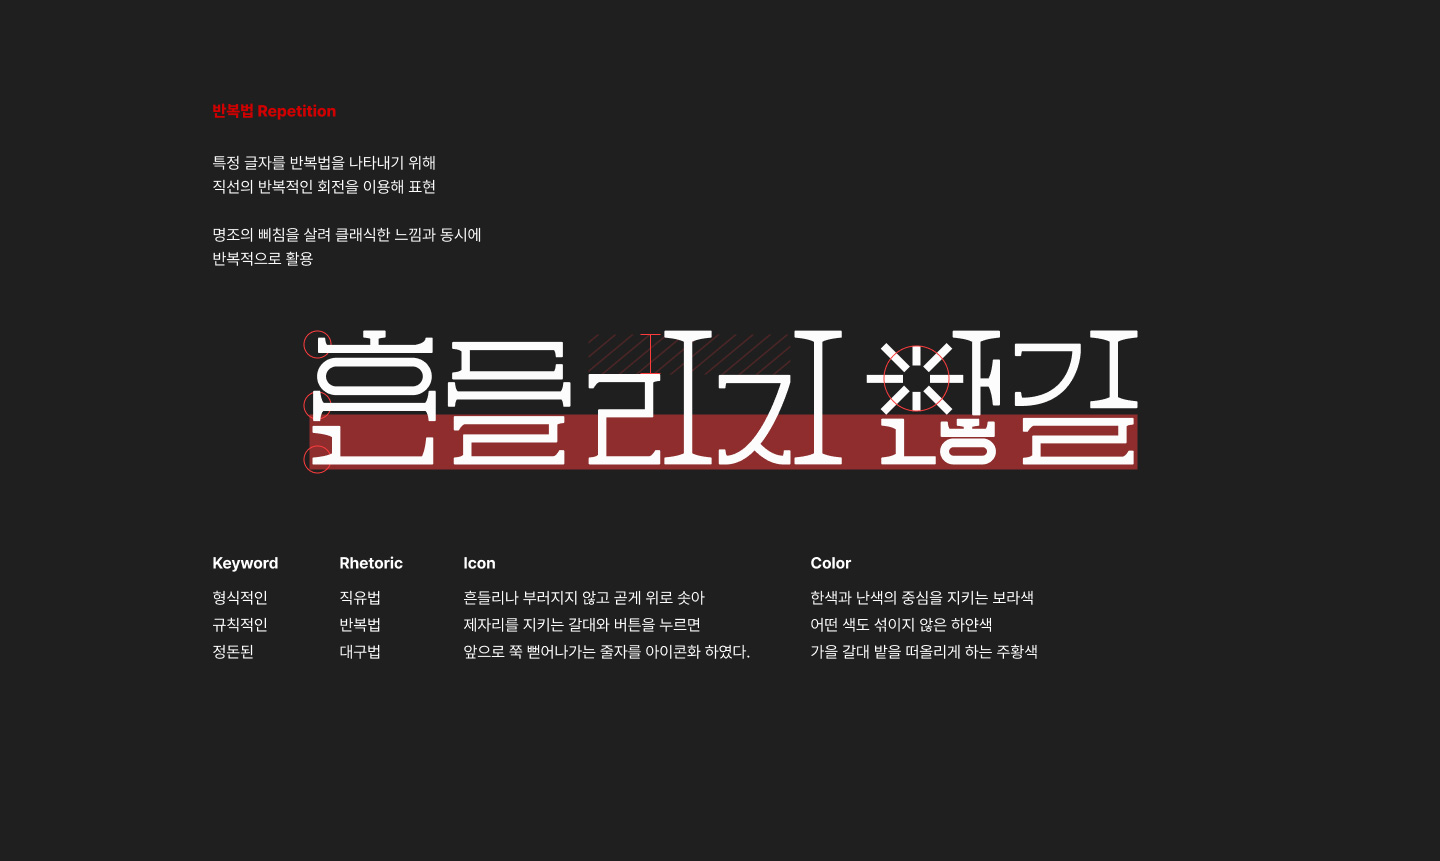 반복법 Repetition
특정 글자를 반복법을 나타내기 위해
직선의 반복적인 회전을 이용해 표현
명조의 삐침을 살려 클래식한 느낌과 동시에
반복적으로 활용
흔들리지 않길
Keyword
형식적인
규칙적인
정돈된
Rhetoric
직유법
반복법
대구법
Icon
흔들리나 부러지지 않고 곧게 위로 솟아
제자리를 지키는 갈대와 버튼을 누르면
앞으로 쭉 뻗어나가는 줄자를 아이콘화 하였다.
Color
한색과 난색의 중심을 지키는 보라색
어떤 색도 섞이지 않은 하얀색
가을 갈대 밭을 떠올리게 하는 주황색